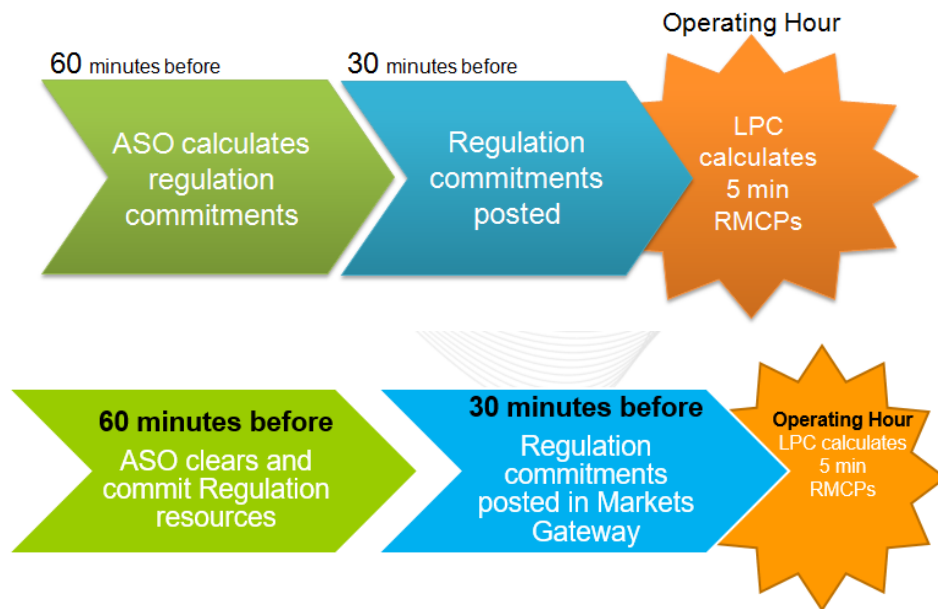 Operating Hour
60 minutes before
30 minutes before
ASO calculates
regulation
commitments
Regulation
commitments
posted
LPC
calculates
5 min
RMCPs
60 minutes before
ASO clears and
commit Regulation
resources
30 minutes before
Regulation
commitments
posted in Markets
Gateway
Operating Hour
LPC calculates
5 min
RMCPs